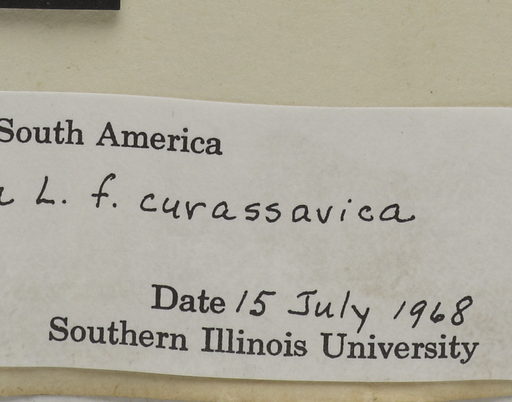 South America
L. f. curassavica
Date 15 July 1968
Southern Illinois University